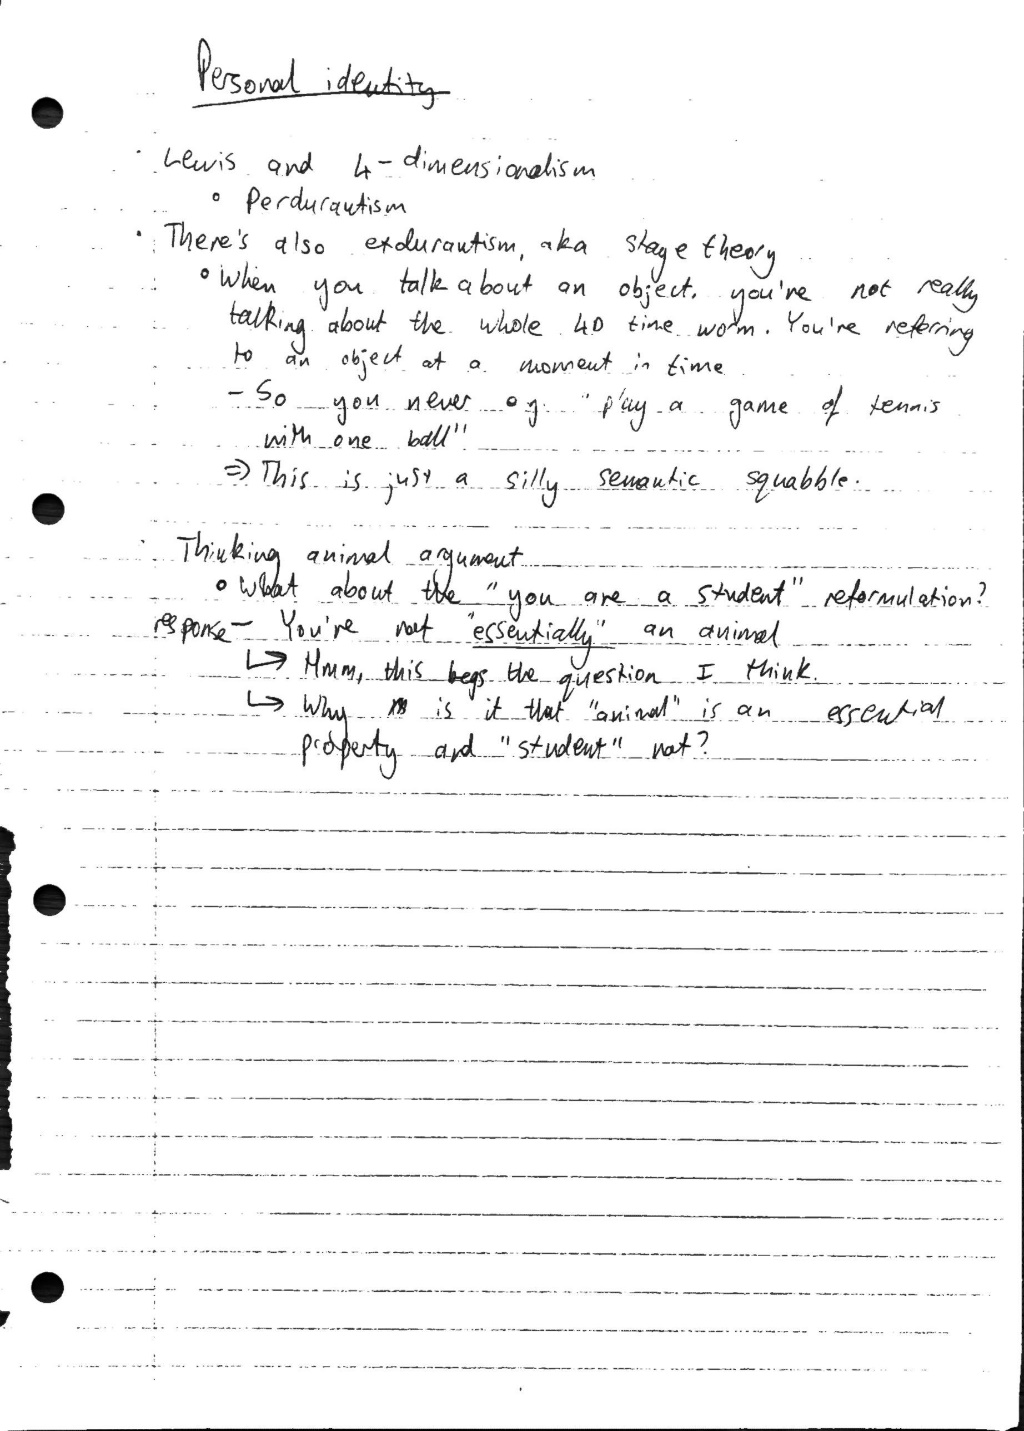 Personal identity
· Lewis and 4-dimensionalism
° Perdurantism
· There's also exdurantism, aka stage theory
° When you talk about an object, you're not really
talking about the whole 4D time worm. You're referring
to an object at a moment in time
- So you never eg. "play a game of tennis
with one ball"
⇒ This is just a silly semantic squabble.
· Thinking animal argument
° What about the "you are a student" reformulation?
response - You're not "essentially" an animal
↳ Hmm, this begs the question I think.
↳ Why is it that "animal" is an essential
property and "student" not?